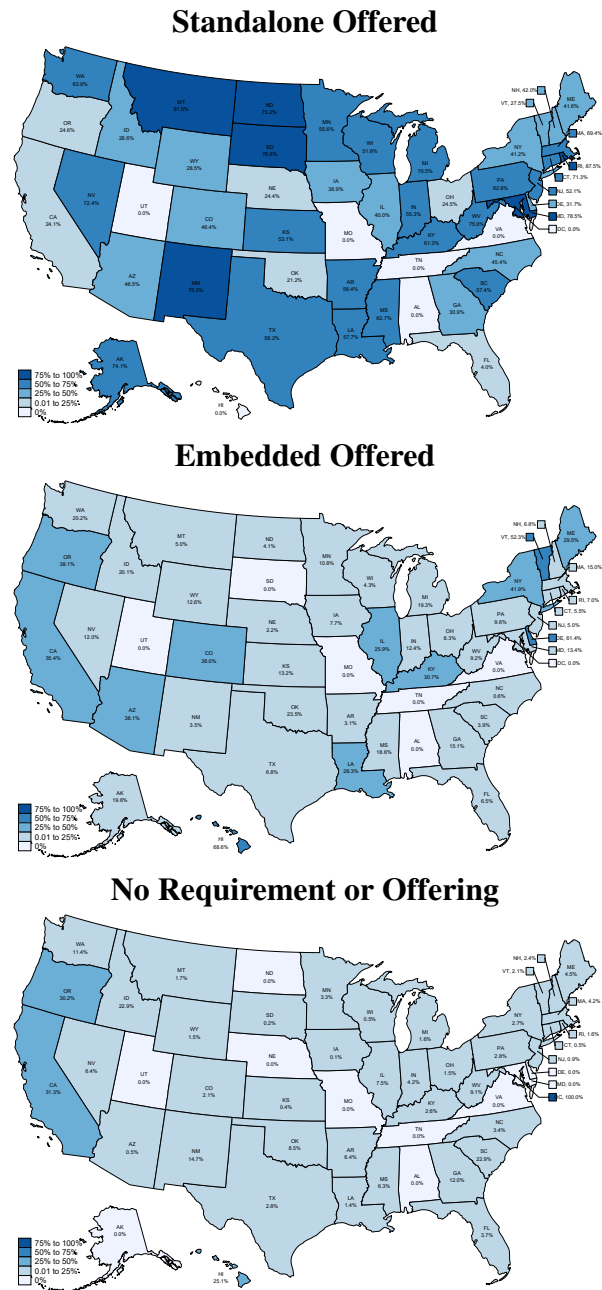 Standalone Offered
WA
63.9%
OR
24.6%
CA
24.1%
NV
72.4%
ID
26.6%
MT
WY
28.5%
UT
0.0%
AZ
46.5%
CO
46.4%
NM
ND
75.3%
SD
NE
24.4%
KS
53.1%
OK
21.2%
TX
MN
IA
36.9%
MO
0.0%
AR
56.4%
LA
57.7%
WI
51.9%
IL
40.0%
MI
70.5%
IN
55.3%
OH
24.5%
KY
61.3%
TN
0.0%
MS
62.7%
AL
0.0%
GA
30.9%
FL
4.0%
SC
57.4%
NC
45.4%
VA
0.0%
WV
75.0%
PA
62.8%
NY
41.2%
ME
41.6%
NH, 42.0%
VT, 27.5%
MA, 69.4%
RI, 87.5%
CT, 71.3%
NJ, 52.1%
DE, 31.7%
MD, 78.5%
DC, 0.0%
AK
74.1%
HI
0.0%
75% to 100%
50% to 75%
25% to 50%
0.01 to 25%
0%
Embedded Offered
WA
20.2%
OR
38.1%
CA
35.4%
NV
12.0%
ID
20.1%
MT
5.0%
WY
12.6%
UT
0.0%
AZ
38.1%
CO
36.0%
NM
3.5%
ND
4.1%
SD
0.0%
NE
2.2%
KS
13.2%
OK
23.5%
TX
6.8%
MN
10.8%
IA
7.7%
MO
0.0%
AR
3.1%
LA
28.3%
WI
4.3%
IL
25.9%
MI
19.3%
IN
12.4%
OH
8.3%
KY
30.7%
TN
0.0%
MS
18.6%
AL
0.0%
GA
15.1%
FL
6.5%
SC
3.9%
NC
0.6%
VA
0.0%
WV
9.2%
PA
9.6%
NY
41.9%
ME
29.5%
NH, 6.8%
VT, 52.3%
MA, 15.0%
RI, 7.0%
CT, 5.5%
NJ, 5.0%
DE, 61.4%
MD, 13.4%
DC, 0.0%
AK
19.6%
HI
68.6%
75% to 100%
50% to 75%
25% to 50%
0.01 to 25%
0%
No Requirement or Offering
WA
11.4%
OR
30.2%
CA
31.3%
NV
6.4%
ID
22.9%
MT
1.7%
WY
1.5%
UT
0.0%
AZ
0.5%
CO
2.1%
NM
14.7%
ND
0.0%
SD
0.2%
NE
0.0%
KS
0.4%
OK
6.5%
TX
2.8%
MN
3.3%
IA
0.1%
MO
0.0%
AR
6.4%
LA
1.4%
WI
0.5%
IL
7.5%
MI
1.6%
IN
4.2%
OH
1.5%
KY
2.6%
TN
0.0%
MS
6.3%
AL
0.0%
GA
12.0%
FL
3.7%
SC
22.9%
NC
3.4%
VA
0.0%
WV
9.1%
PA
2.8%
NY
2.7%
ME
4.5%
NH, 2.4%
VT, 2.1%
MA, 4.2%
RI, 1.6%
CT, 0.5%
NJ, 0.9%
DE, 0.0%
MD, 0.0%
DC, 100.0%
AK
0.0%
HI
25.1%
75% to 100%
50% to 75%
25% to 50%
0.01 to 25%
0%